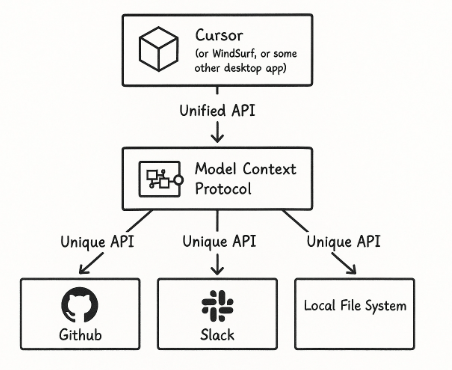 Cursor
(or WindSurf, or some
other desktop app)
Unified API
Model Context
Protocol
Unique API
Unique API
Unique API
Github
Slack
Local File System